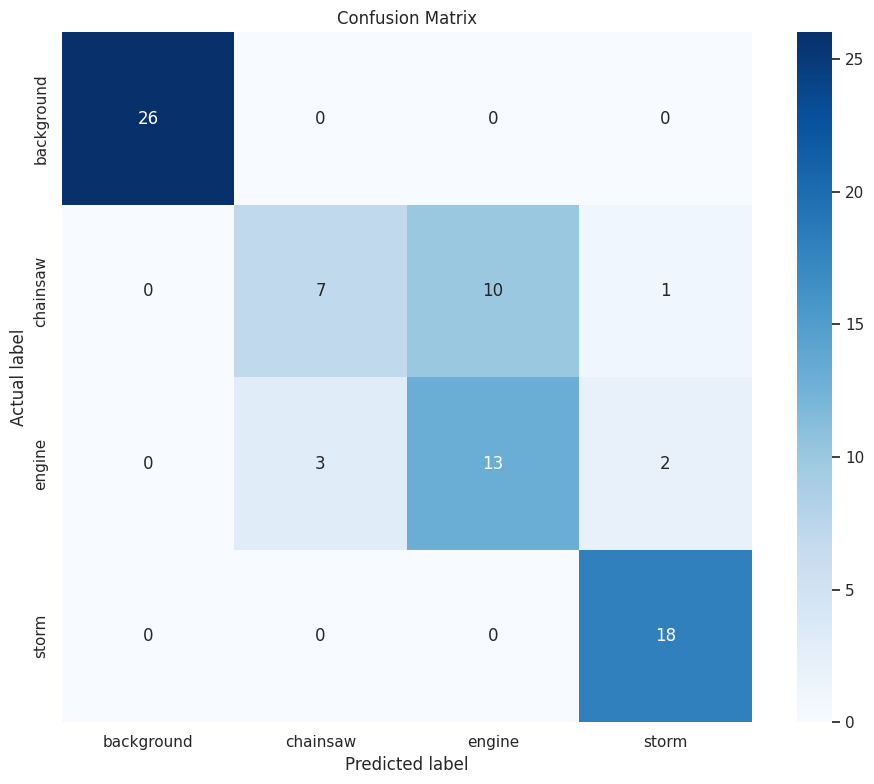 Confusion Matrix
Actual label
background
26 0 0 0
chainsaw
0 7 10 1
engine
0 3 13 2
storm
0 0 0 18
background chainsaw engine storm
Predicted label
25
20
15
10
5
0